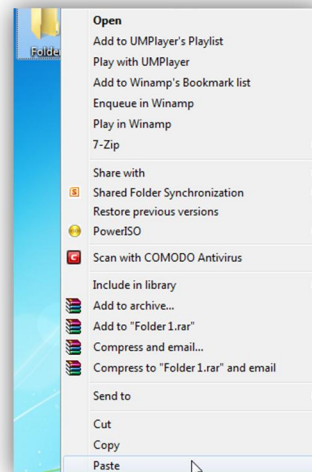 Folde
Open
Add to UMPlayer's Playlist
Play with UMPlayer
Add to Winamp's Bookmark list
Enqueue in Winamp
Play in Winamp
7-Zip
Share with
Shared Folder Synchronization
Restore previous versions
PowerISO
Scan with COMODO Antivirus
Include in library
Add to archive...
Add to "Folder 1.rar"
Compress and email...
Compress to "Folder 1.rar" and email
Send to
Cut
Copy
Paste